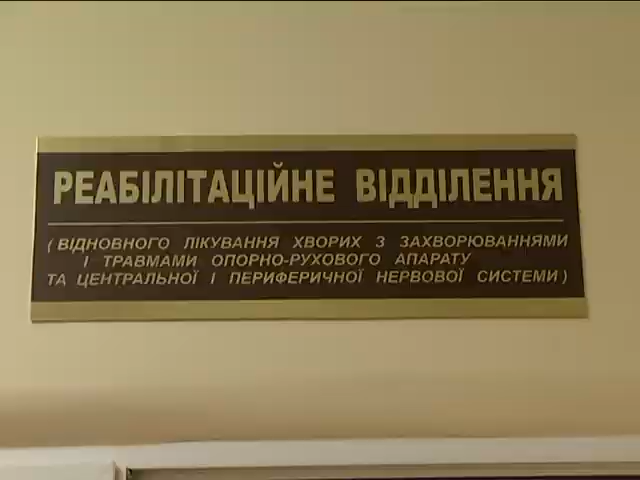 РЕАБІЛІТАЦІЙНЕ ВІДДІЛЕННЯ
(ВІДНОВНОГО ЛІКУВАННЯ ХВОРИХ З ЗАХВОРЮВАННЯМИ
І ТРАВМАМИ ОПОРНО-РУХОВОГО АПАРАТУ
ТА ЦЕНТРАЛЬНОЇ І ПЕРИФЕРИЧНОЇ НЕРВОВОЇ СИСТЕМИ)